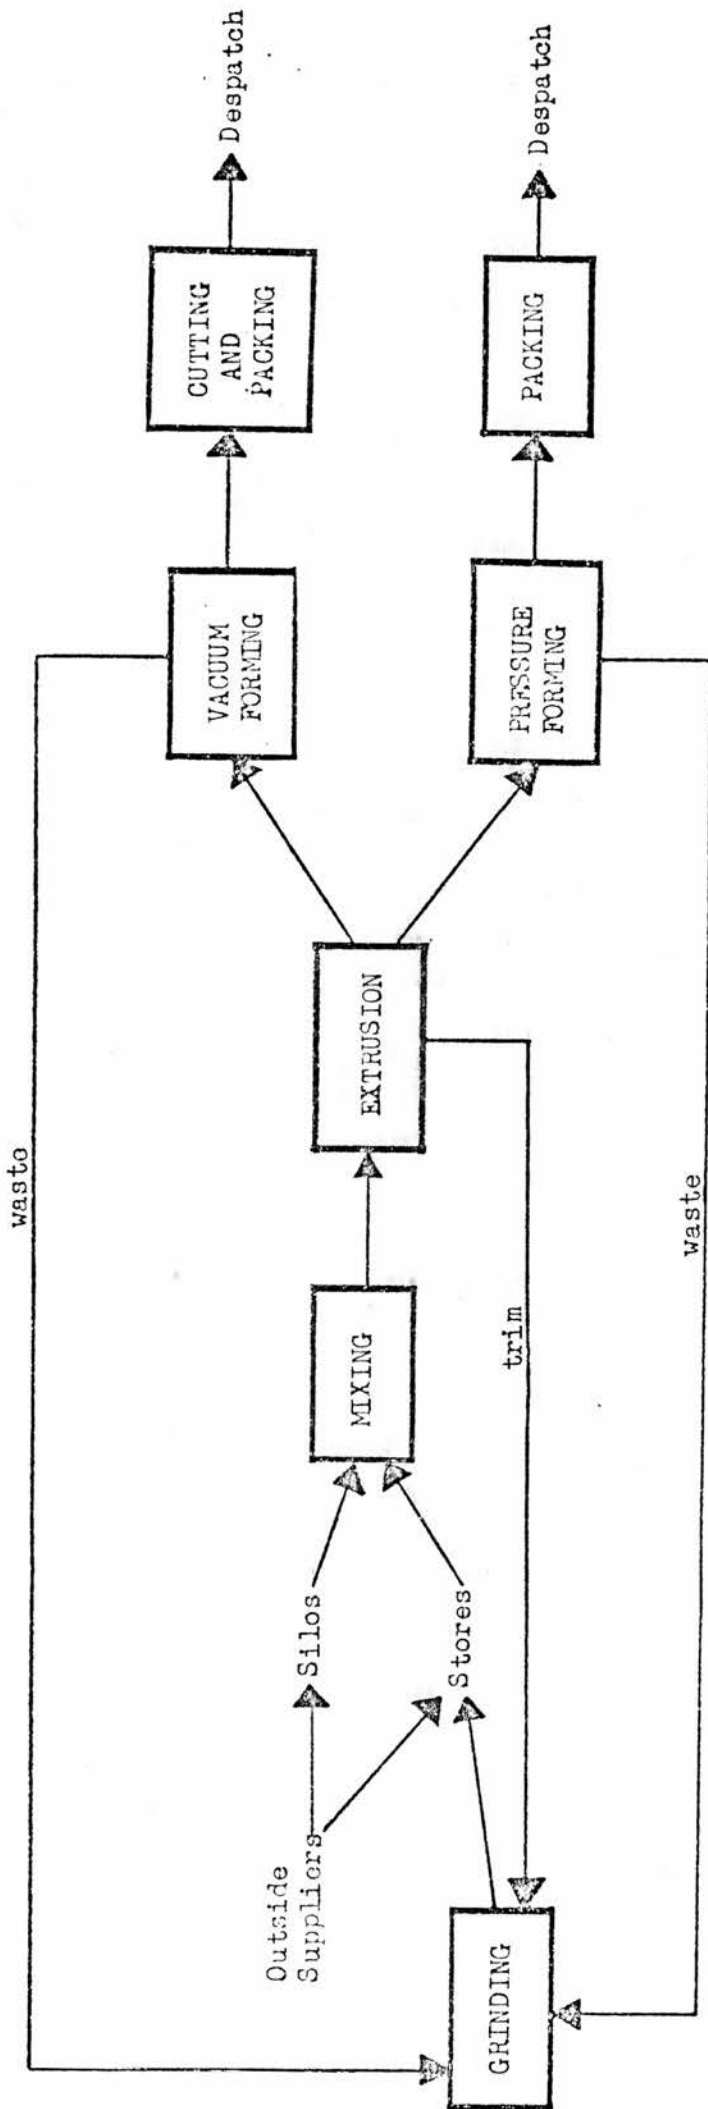 waste
Outside
Suppliers
Silos
Stores
GRINDING
MIXING
EXTRUSION
trim
VACUUM
FORMING
PRESSURE
FORMING
CUTTING
AND
PACKING
PACKING
Despatch
Despatch
waste